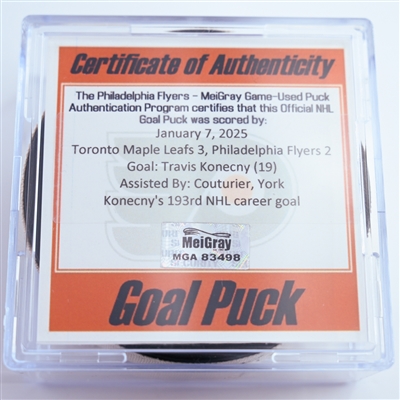 Certificate of Authenticity
The Philadelphia Flyers - MeiGray Game-Used Puck
Authentication Program certifies that this Official NHL
Goal Puck was scored by:
January 7, 2025
Toronto Maple Leafs 3, Philadelphia Flyers 2
Goal: Travis Konecny (19)
Assisted By: Couturier, York
Konecny's 193rd NHL career goal
MeiGray
MGA 83498
Goal Puck